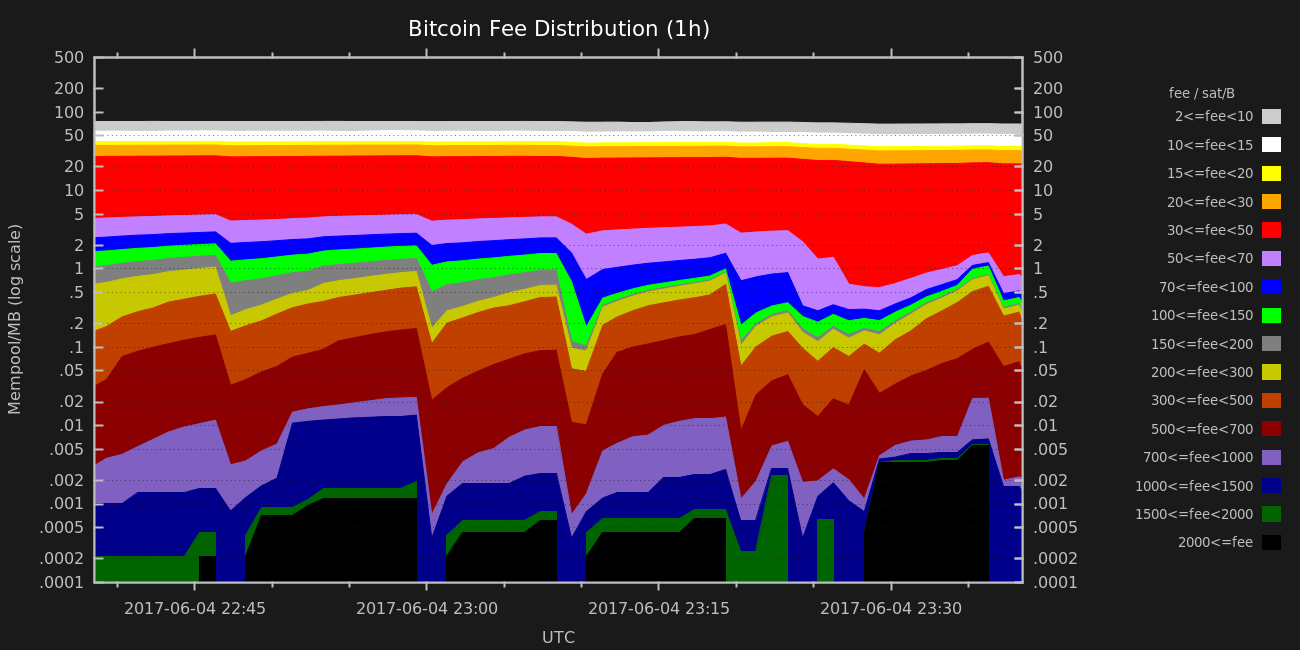 Bitcoin Fee Distribution (1h)
Mempool/MB (log scale)
500
200
100
50
20
10
5
2
1
.5
.2
.1
.05
.02
.01
.005
.002
.001
.0005
.0002
.0001
500
200
100
50
20
10
5
2
1
.5
.2
.1
.05
.02
.01
.005
.002
.001
.0005
.0002
.0001
2017-06-04 22:45 2017-06-04 23:00 2017-06-04 23:15 2017-06-04 23:30
UTC
fee / sat/B
2<=fee<10
10<=fee<15
15<=fee<20
20<=fee<30
30<=fee<50
50<=fee<70
70<=fee<100
100<=fee<150
150<=fee<200
200<=fee<300
300<=fee<500
500<=fee<700
700<=fee<1000
1000<=fee<1500
1500<=fee<2000
2000<=fee